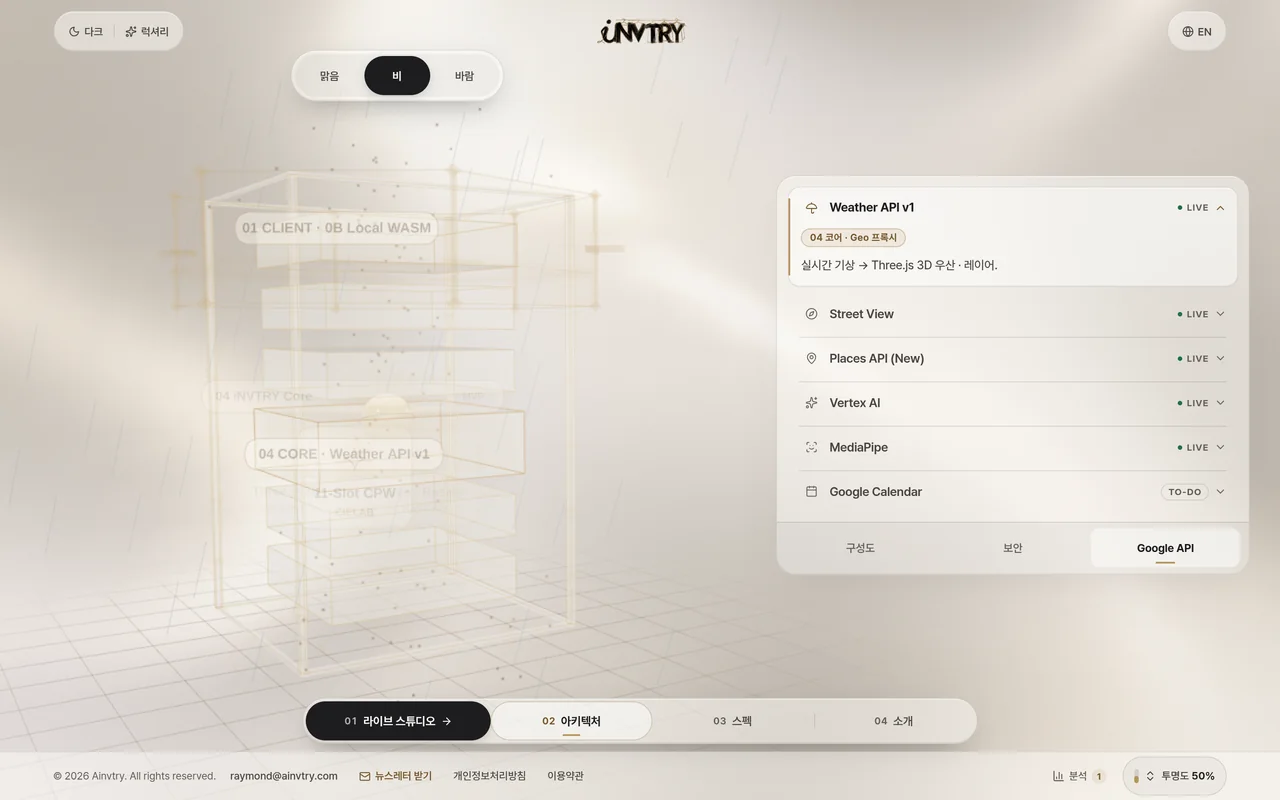 다크
럭셔리
iNVTRY
EN
맑음
비
바람
01 CLIENT · 0B Local WASM
04 iNVTRY Core
04 CORE · Weather API v1
11-Slot CPW
Weather API v1
LIVE
04 코어 · Geo 프록시
실시간 기상 → Three.js 3D 우산 · 레이어.
Street View
LIVE
Places API (New)
LIVE
Vertex AI
LIVE
MediaPipe
LIVE
Google Calendar
TO-DO
구성도
보안
Google API
01 라이브 스튜디오 →
02 아키텍처
03 스펙
04 소개
© 2026 Ainvtry. All rights reserved.
raymond@ainvtry.com
뉴스레터 받기
개인정보처리방침
이용약관
분석 1
투명도 50%